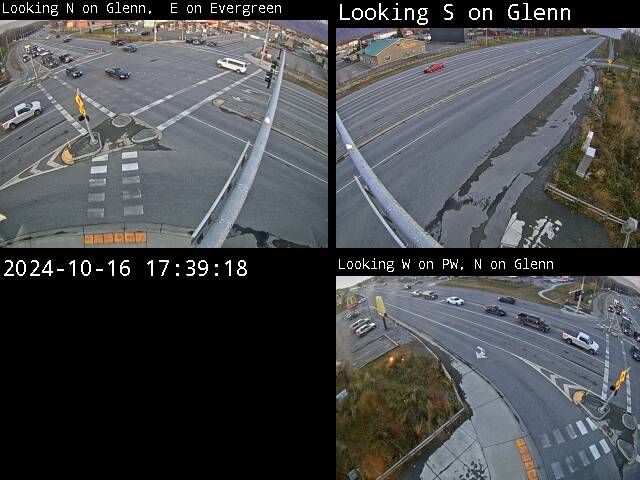 Looking N on Glenn,  E on Evergreen
Looking S on Glenn
2024-10-16 17:39:18
Looking W on PW, N on Glenn